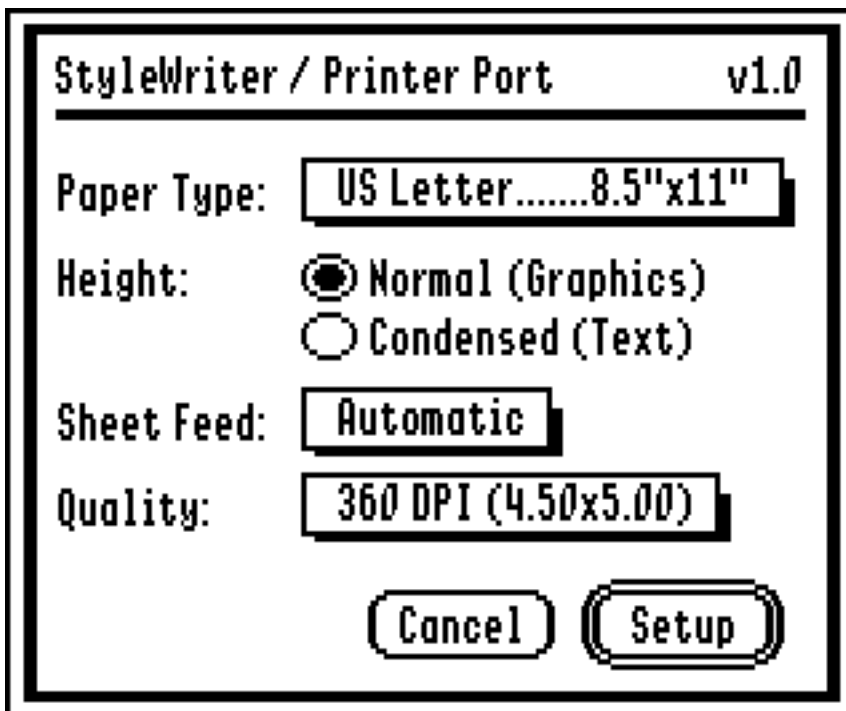 StyleWriter / Printer Port v1.0
Paper Type: US Letter.......8.5"x11"
Height: Normal (Graphics)
Condensed (Text)
Sheet Feed: Automatic
Quality: 360 DPI (4.50x5.00)
Cancel Setup